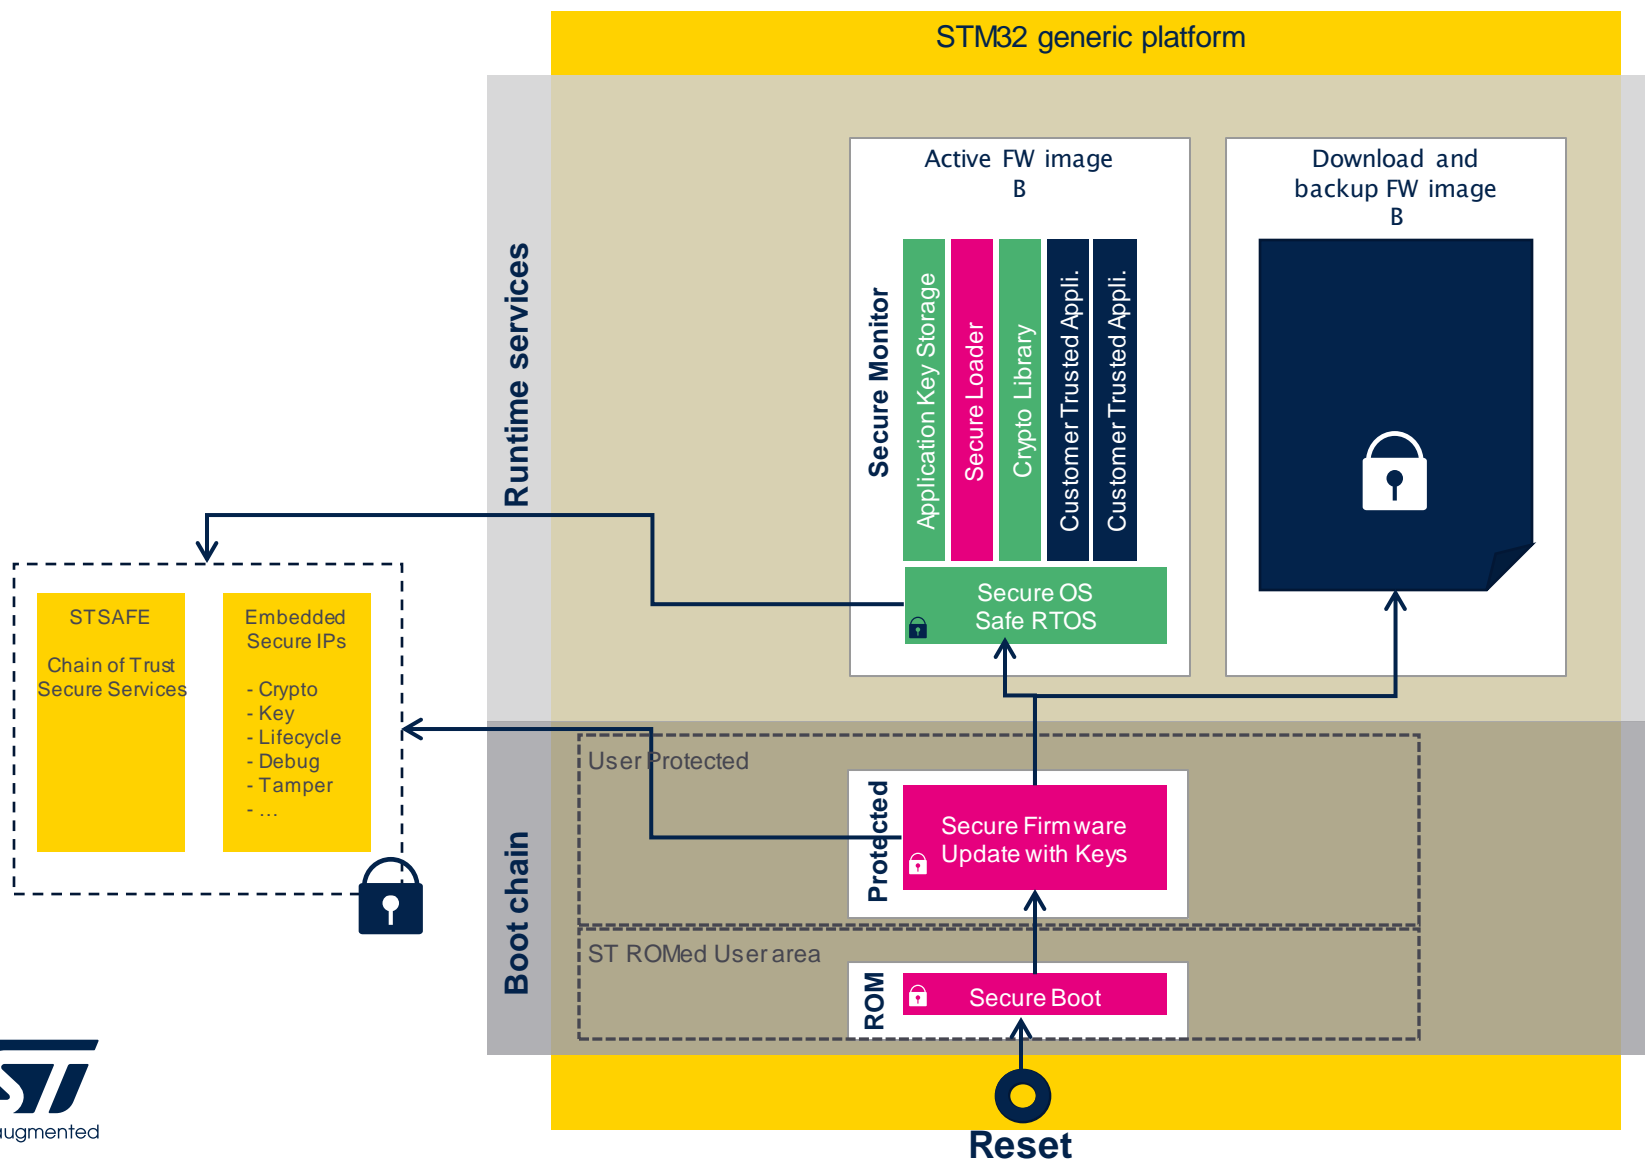 STM32 generic platform
Runtime services
Active FW image
B
Secure Monitor
Application Key Storage
Secure Loader
Crypto Library
Customer Trusted Appli.
Customer Trusted Appli.
Secure OS
Safe RTOS
Download and
backup FW image
B
STSAFE
Chain of Trust
Secure Services
Embedded
Secure IPs
- Crypto
- Key
- Lifecycle
- Debug
- Tamper
- …
Boot chain
User Protected
Protected
Secure Firmware
Update with Keys
ST ROMed User area
ROM
Secure Boot
Reset
ST
augmented